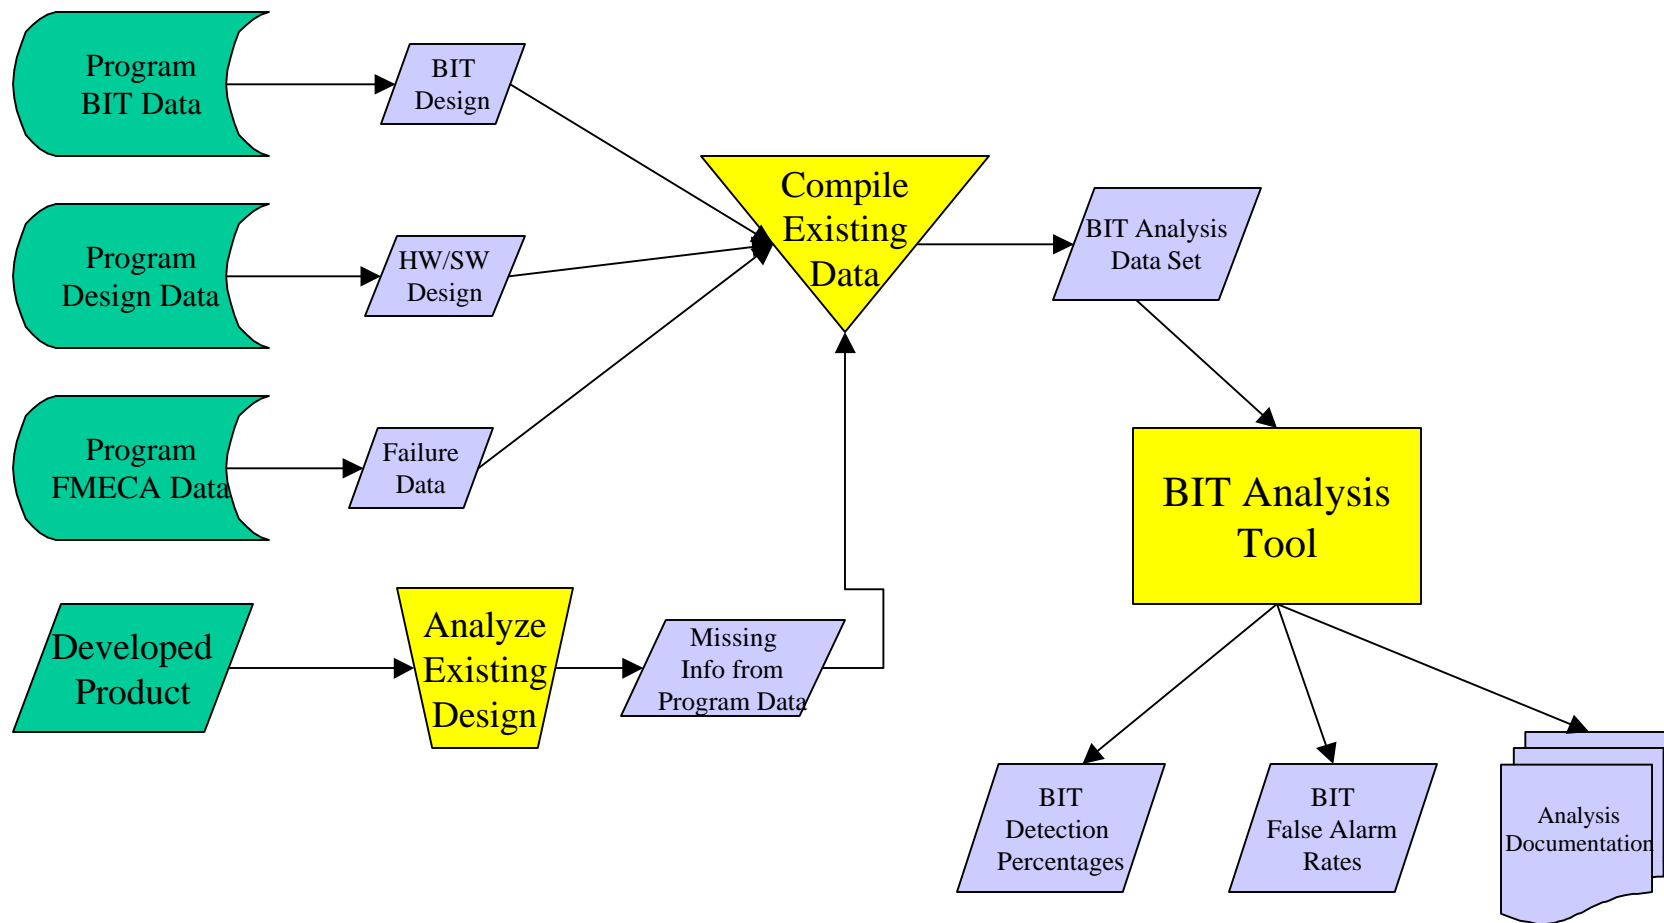 Program
BIT Data
BIT
Design
Program
Design Data
HW/SW
Design
Program
FMECA Data
Failure
Data
Developed
Product
Analyze
Existing
Design
Missing
Info from
Program Data
Compile
Existing
Data
BIT Analysis
Data Set
BIT Analysis
Tool
BIT
Detection
Percentages
BIT
False Alarm
Rates
Analysis
Documentation